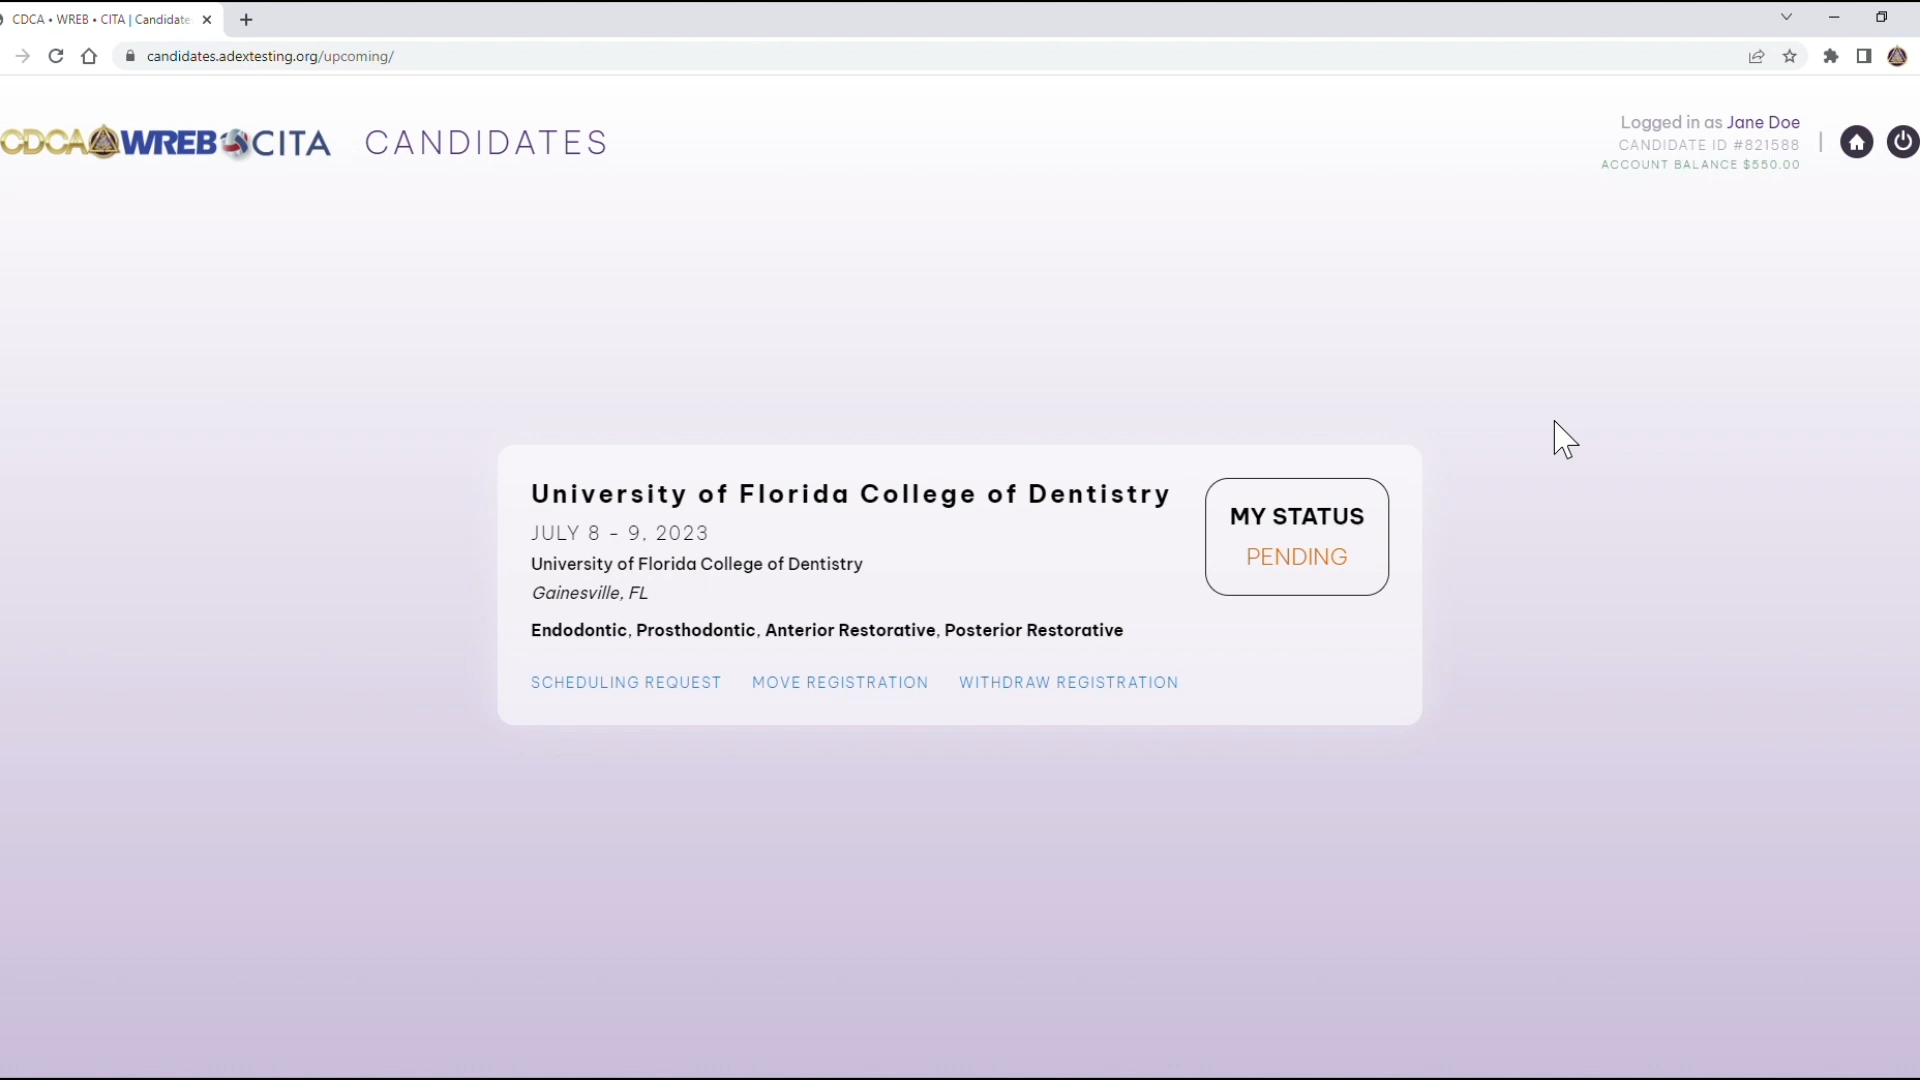 CDCA • WREB • CITA | Candidate
candidates.adextesting.org/upcoming/
CDCA WREB CITA CANDIDATES
Logged in as Jane Doe
CANDIDATE ID #821588
ACCOUNT BALANCE $550.00
University of Florida College of Dentistry
JULY 8 - 9, 2023
University of Florida College of Dentistry
Gainesville, FL
Endodontic, Prosthodontic, Anterior Restorative, Posterior Restorative
SCHEDULING REQUEST MOVE REGISTRATION WITHDRAW REGISTRATION
MY STATUS
PENDING